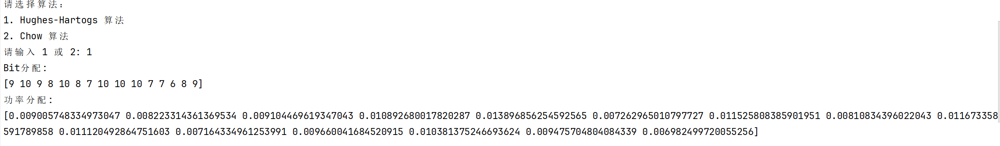 请选择算法：
1. Hughes-Hartogs 算法
2. Chow 算法
请输入 1 或 2: 1
Bit分配：
[9 10 9 8 10 8 7 10 10 10 7 7 6 8 9]
功率分配：
[0.009005748334973047 0.008223314361369534 0.009104469619347043 0.010892680017820287 0.013896856254592565 0.007262965010797727 0.011525808385901951 0.00810834396022043 0.011673358
591789858 0.011120492864751603 0.007164334961253991 0.009660041684520915 0.010381375246693624 0.009475704804084339 0.006982499720055256]